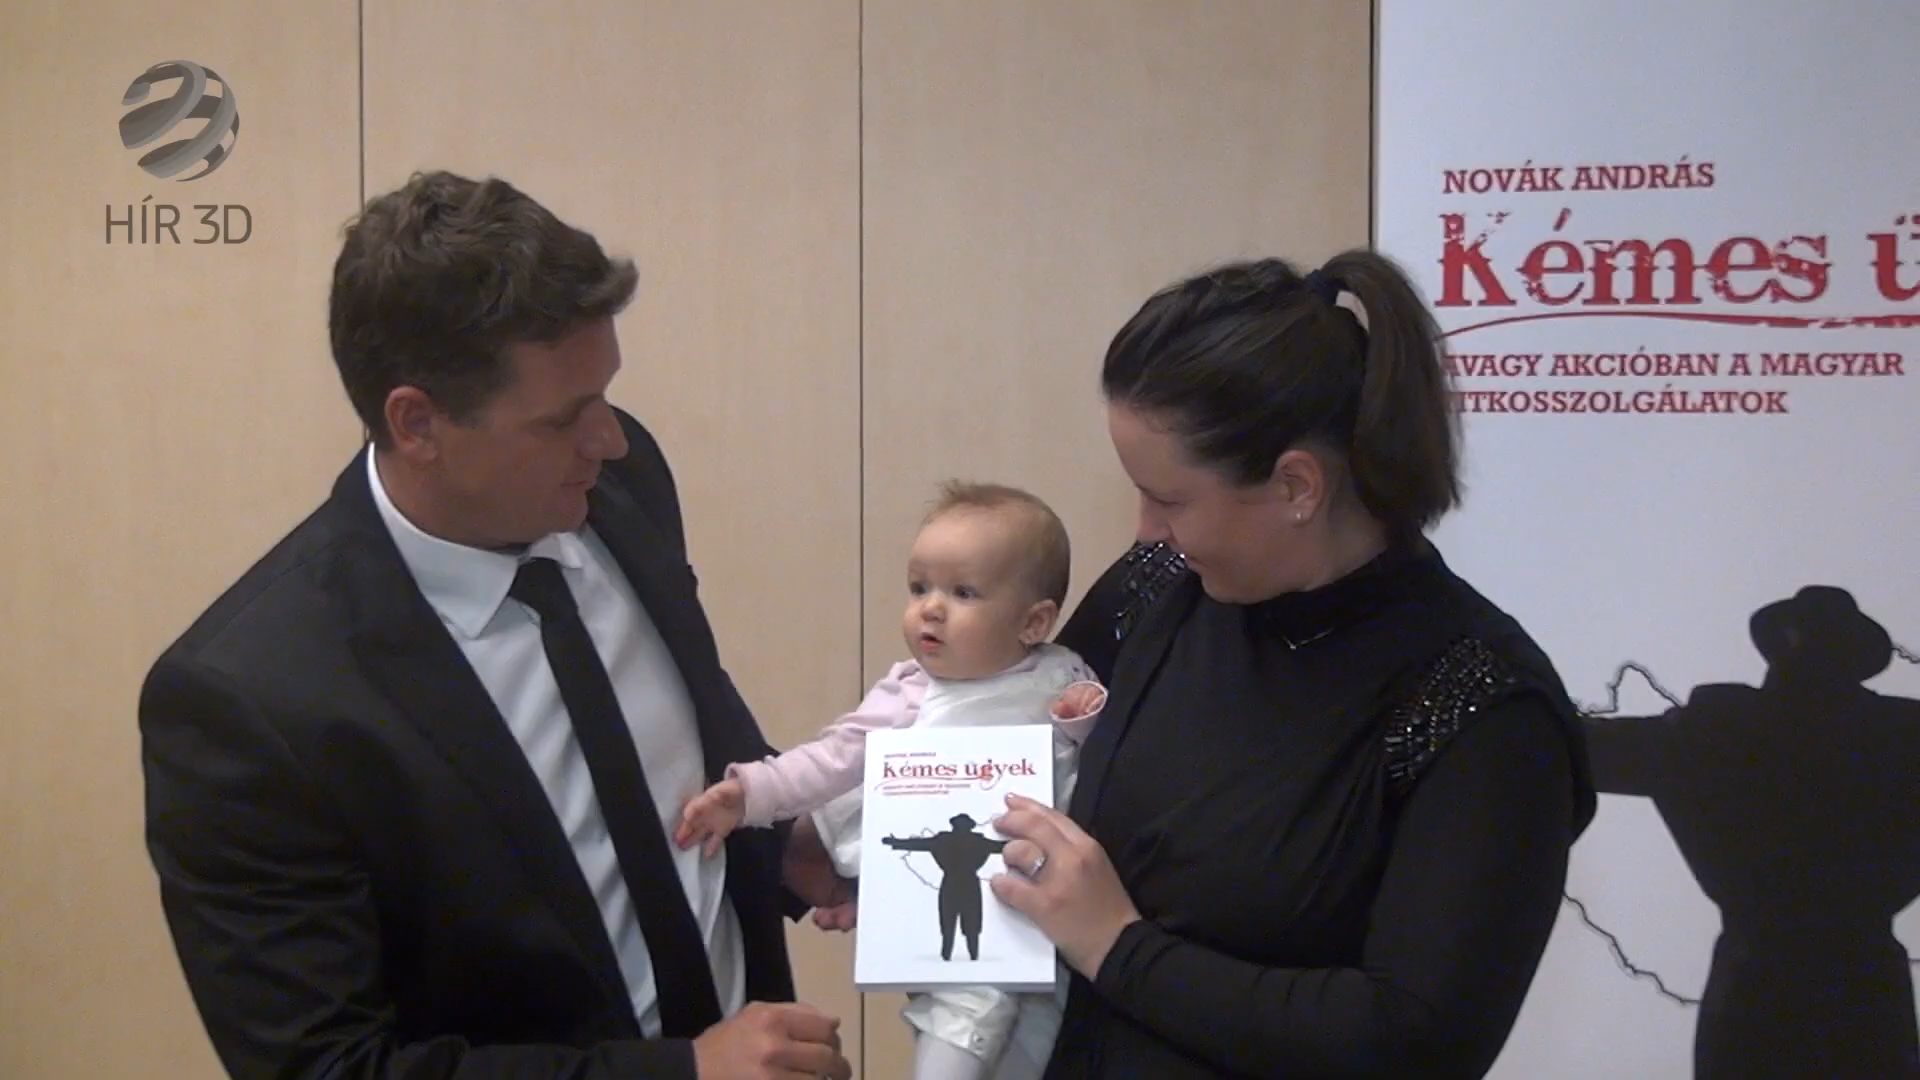 HÍR 3D
NOVÁK ANDRÁS
Kémes ü
AVAGY AKCIÓBAN A MAGYAR
TITKOSSZOLGÁLATOK
Kémes ügyek